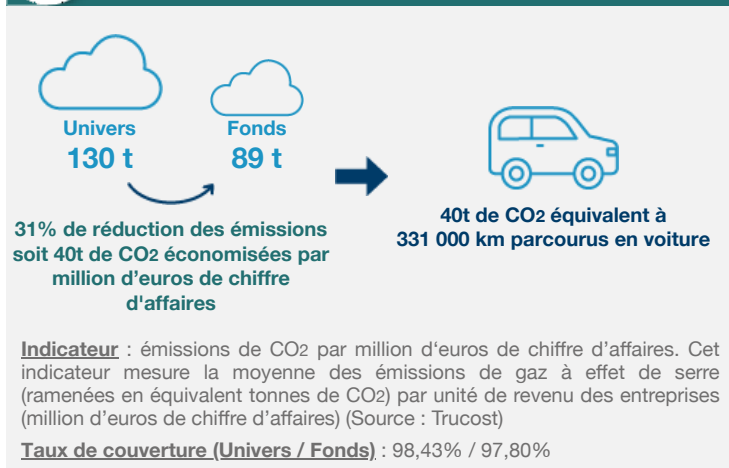 Univers
130 t
Fonds
89 t
31% de réduction des émissions
soit 40t de CO2 économisées par
million d’euros de chiffre
d'affaires
40t de CO2 équivalent à
331 000 km parcourus en voiture
Indicateur : émissions de CO2 par million d‘euros de chiffre d’affaires. Cet
indicateur mesure la moyenne des émissions de gaz à effet de serre
(ramenées en équivalent tonnes de CO2) par unité de revenu des entreprises
(million d’euros de chiffre d’affaires) (Source : Trucost)
Taux de couverture (Univers / Fonds) : 98,43% / 97,80%